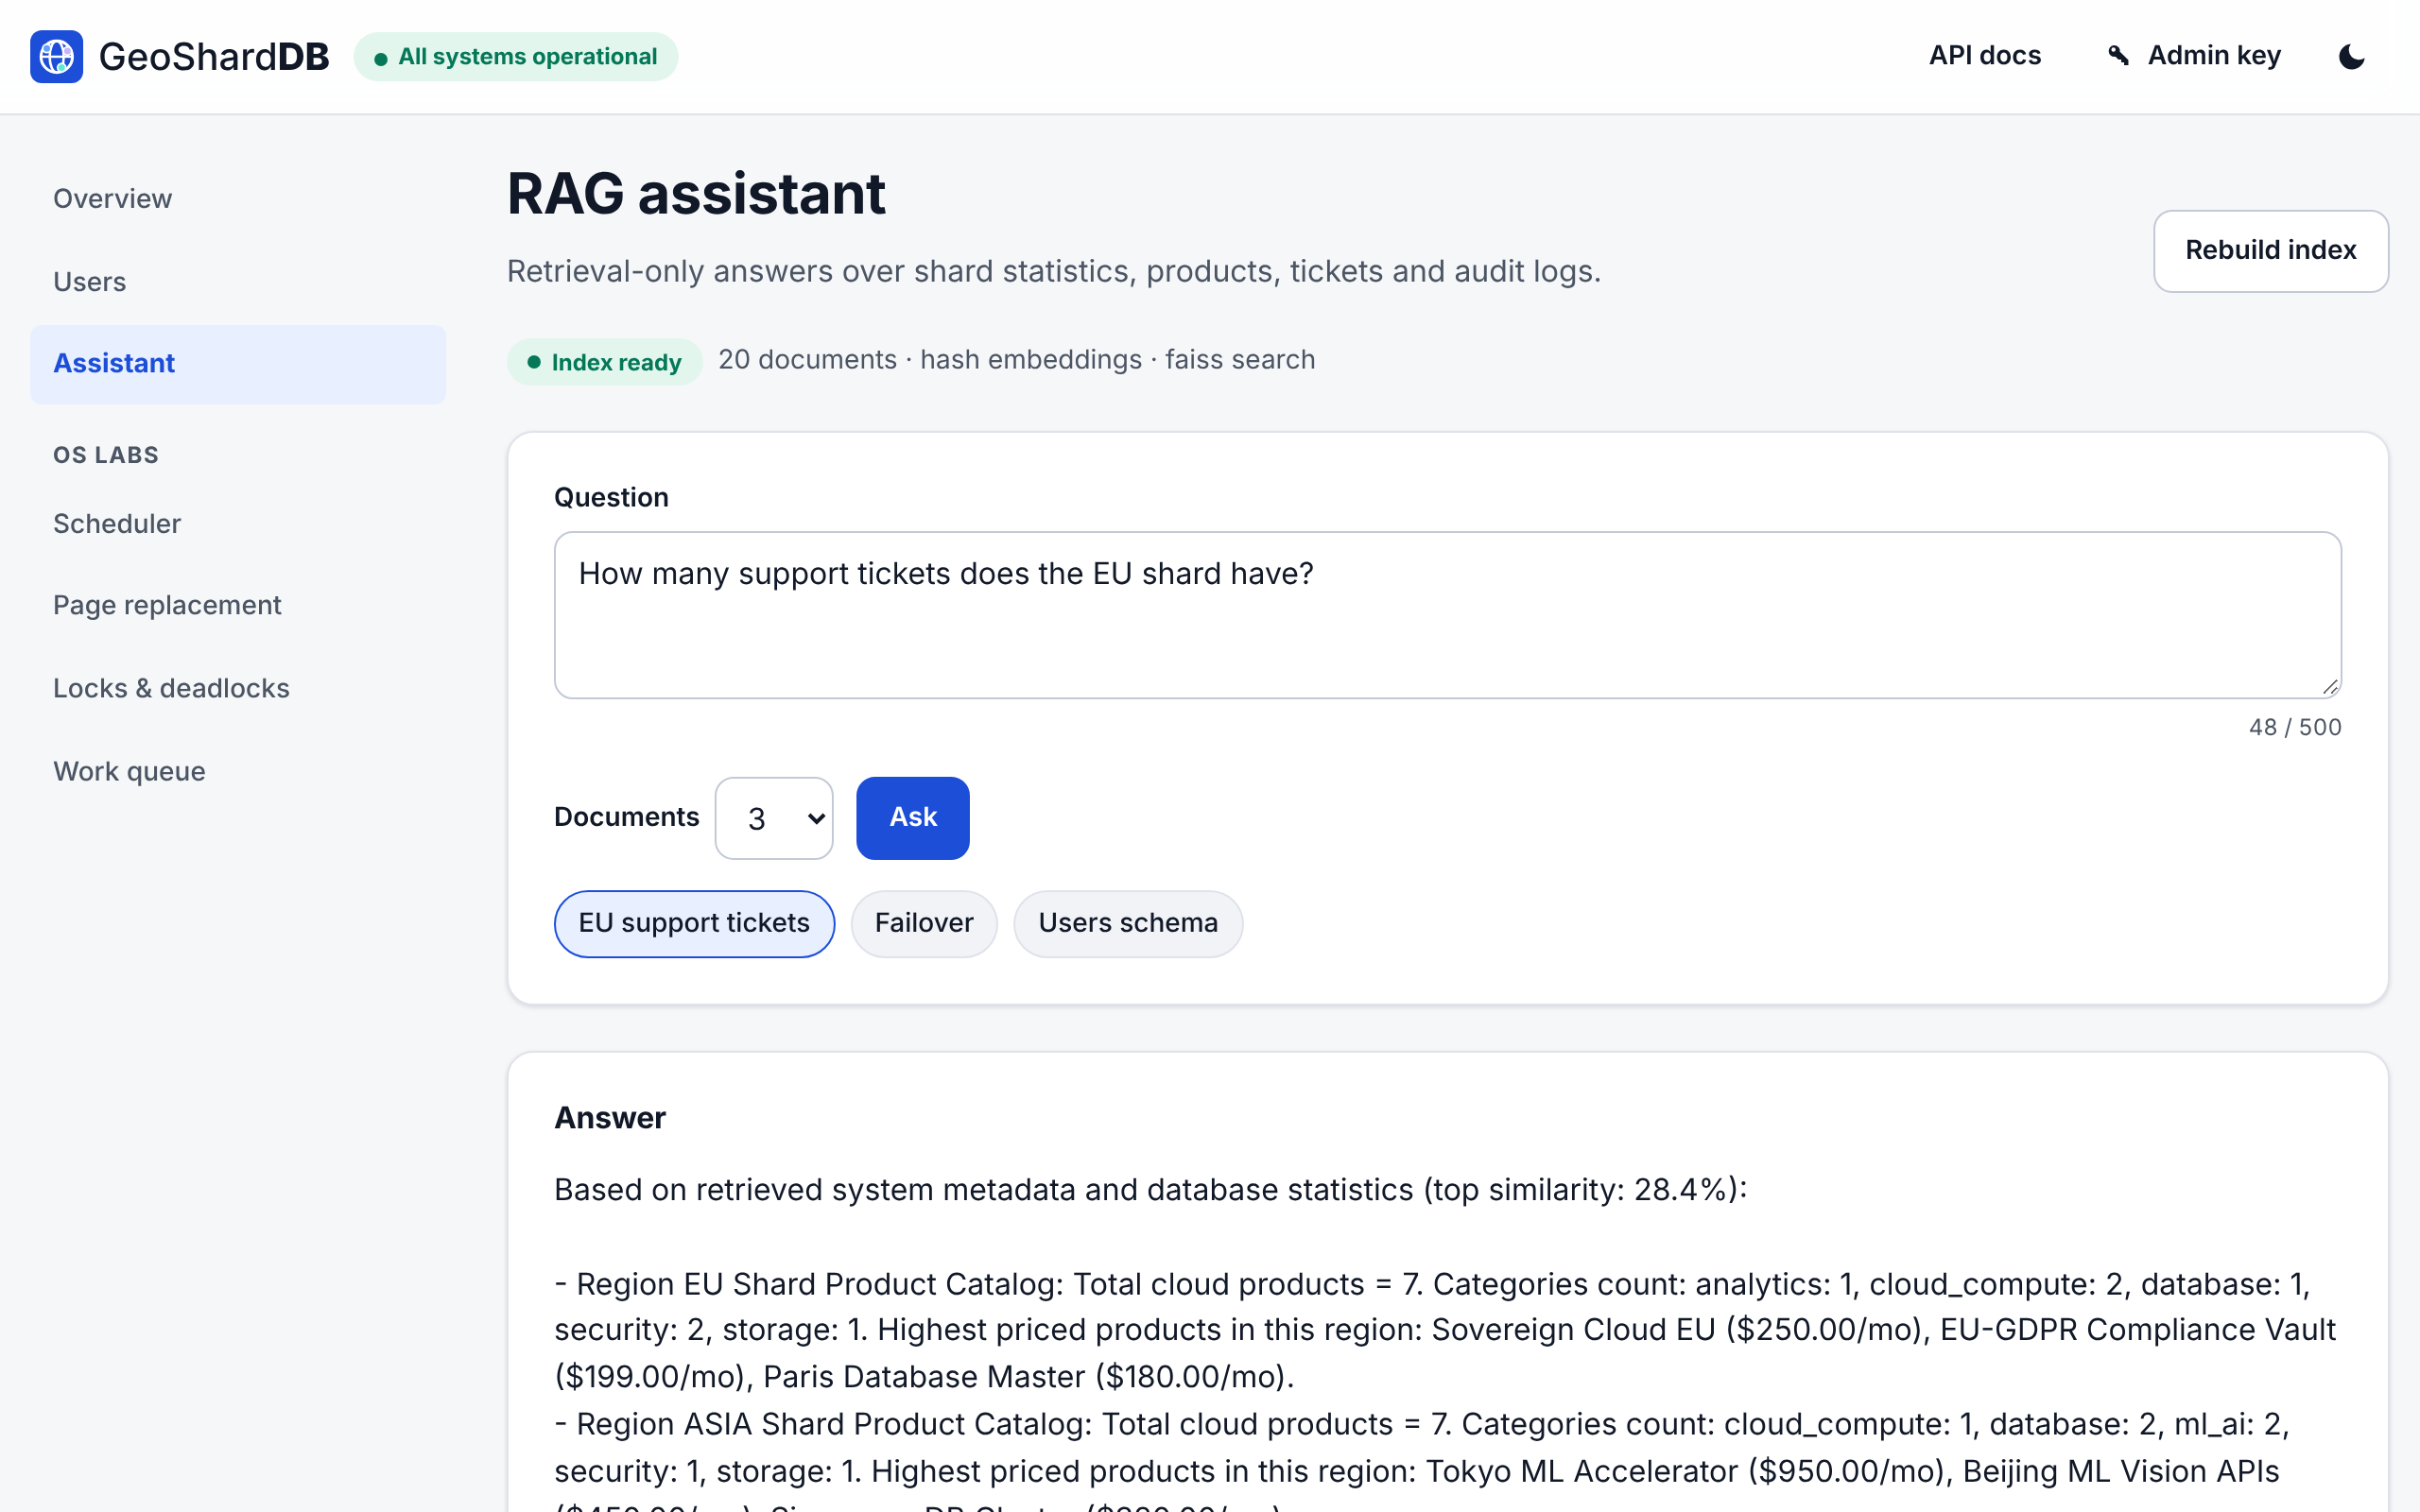 GeoShardDB
All systems operational
API docs
Admin key
Overview
Users
Assistant
OS LABS
Scheduler
Page replacement
Locks & deadlocks
Work queue
RAG assistant
Retrieval-only answers over shard statistics, products, tickets and audit logs.
Rebuild index
Index ready
20 documents · hash embeddings · faiss search
Question
How many support tickets does the EU shard have?
48 / 500
Documents
3
Ask
EU support tickets
Failover
Users schema
Answer
Based on retrieved system metadata and database statistics (top similarity: 28.4%):
- Region EU Shard Product Catalog: Total cloud products = 7. Categories count: analytics: 1, cloud_compute: 2, database: 1,
security: 2, storage: 1. Highest priced products in this region: Sovereign Cloud EU ($250.00/mo), EU-GDPR Compliance Vault
($199.00/mo), Paris Database Master ($180.00/mo).
- Region ASIA Shard Product Catalog: Total cloud products = 7. Categories count: cloud_compute: 1, database: 2, ml_ai: 2,
security: 1, storage: 1. Highest priced products in this region: Tokyo ML Accelerator ($950.00/mo), Beijing ML Vision APIs